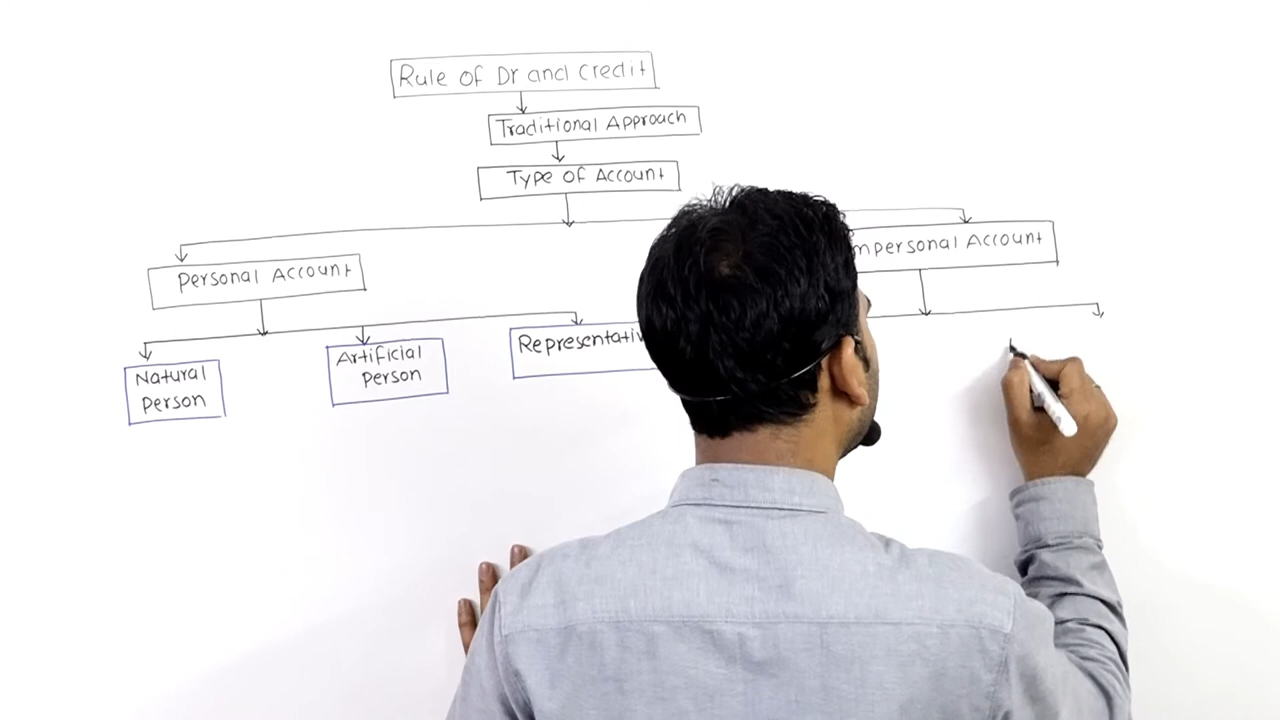 Rule of Dr and Credit
Traditional Approach
Type of Account
Personal Account
mpersonal Account
Natural
Person
Artificial
Person
Representativ